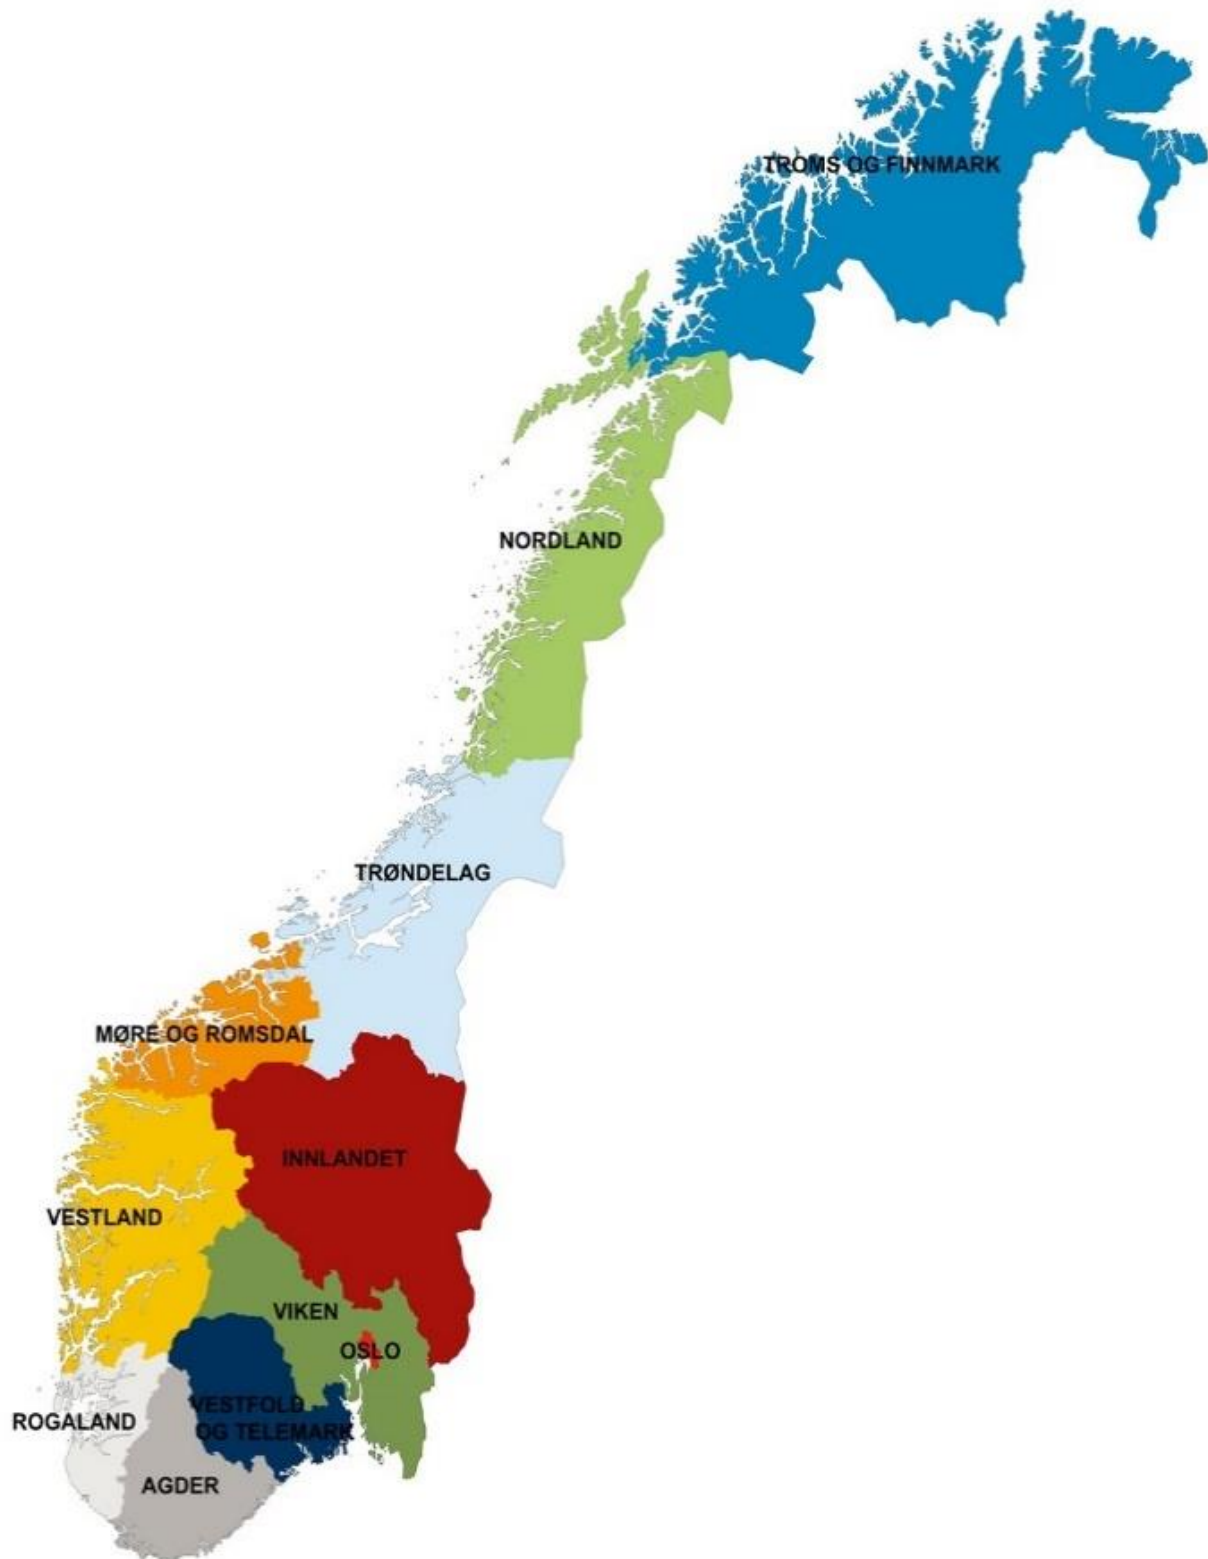 TROMS OG FINNMARK
NORDLAND
TRØNDELAG
MØRE OG ROMSDAL
INNLANDET
VESTLAND
VIKEN
OSLO
VESTFOLD
OG TELEMARK
ROGALAND
AGDER